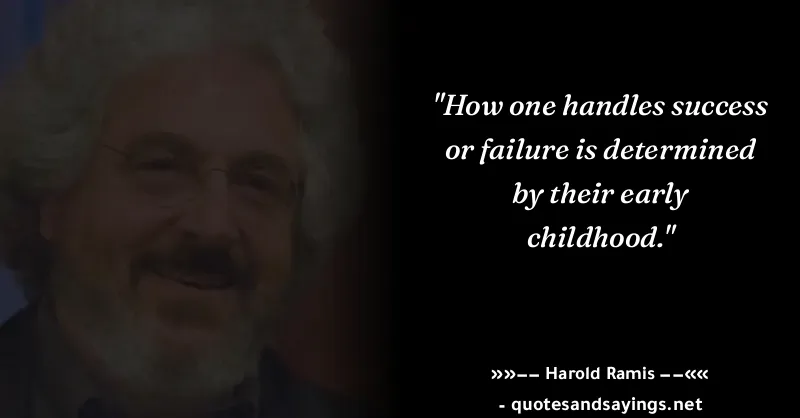 "How one handles success
or failure is determined
by their early
childhood."
»»−− Harold Ramis −−««
- quotesandsayings.net